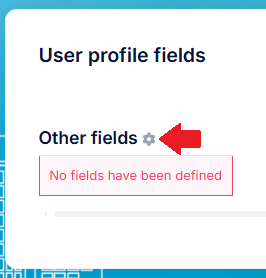 User profile fields
Other fields
No fields have been defined